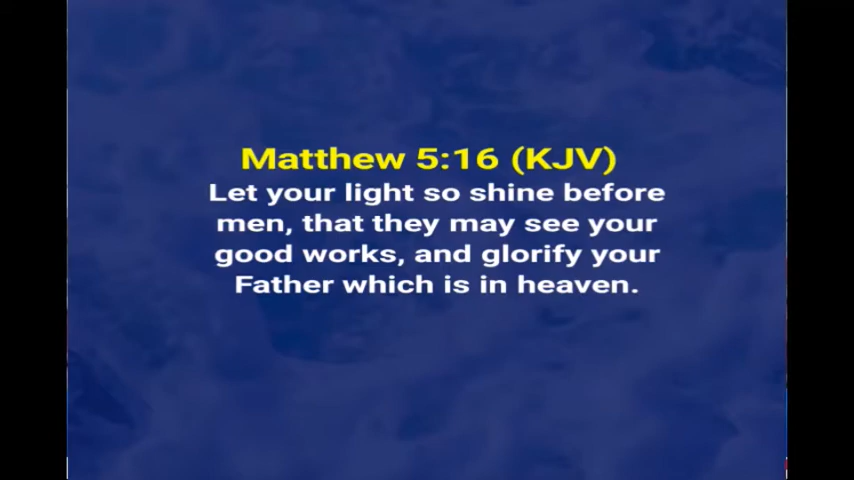 Matthew 5:16 (KJV)
Let your light so shine before
men, that they may see your
good works, and glorify your
Father which is in heaven.